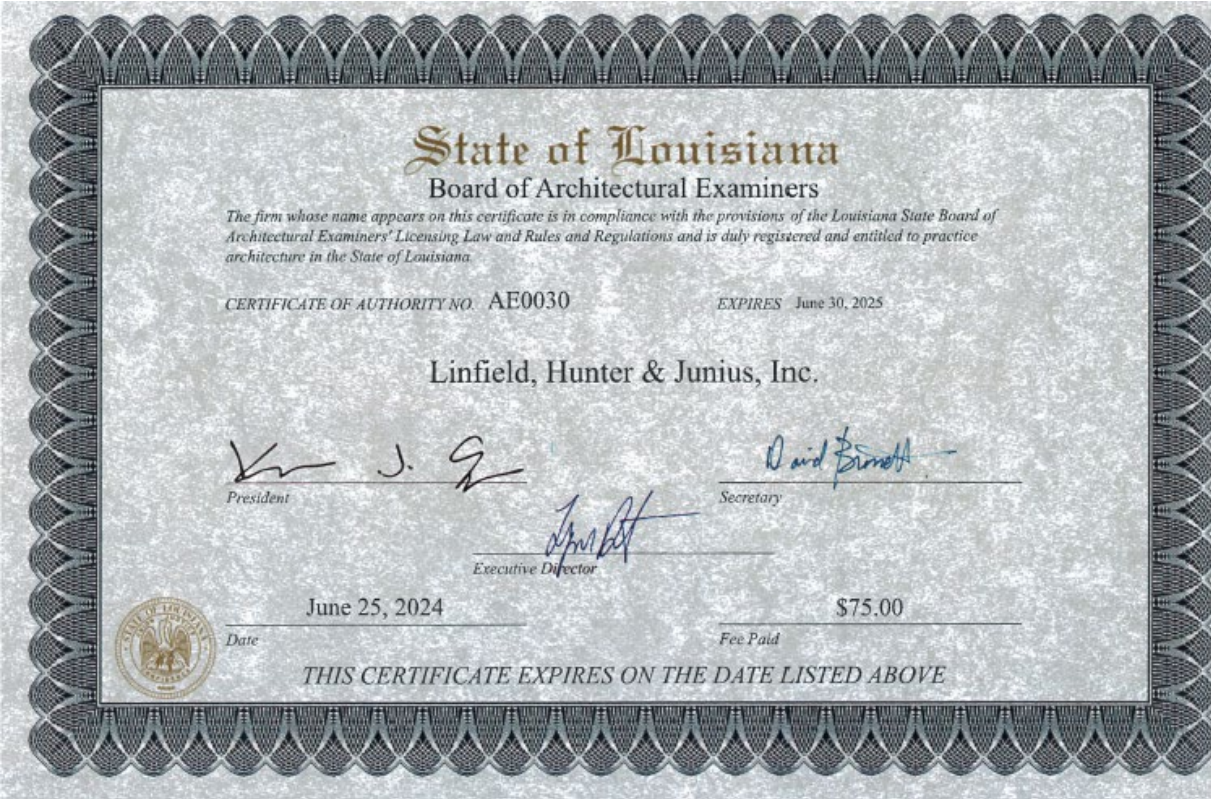 State of Louisiana
Board of Architectural Examiners
The firm whose name appears on this certificate is in compliance with the provisions of the Louisiana State Board of
Architectural Examiners' Licensing Law and Rules and Regulations and is duly registered and entitled to practice
architecture in the State of Louisiana
CERTIFICATE OF AUTHORITY NO. AE0030 EXPIRES June 30, 2025
Linfield, Hunter & Junius, Inc.
J. David
President Secretary
Executive Director
June 25, 2024 $75.00
Date Fee Paid
STATE OF LOUISIANA
THIS CERTIFICATE EXPIRES ON THE DATE LISTED ABOVE